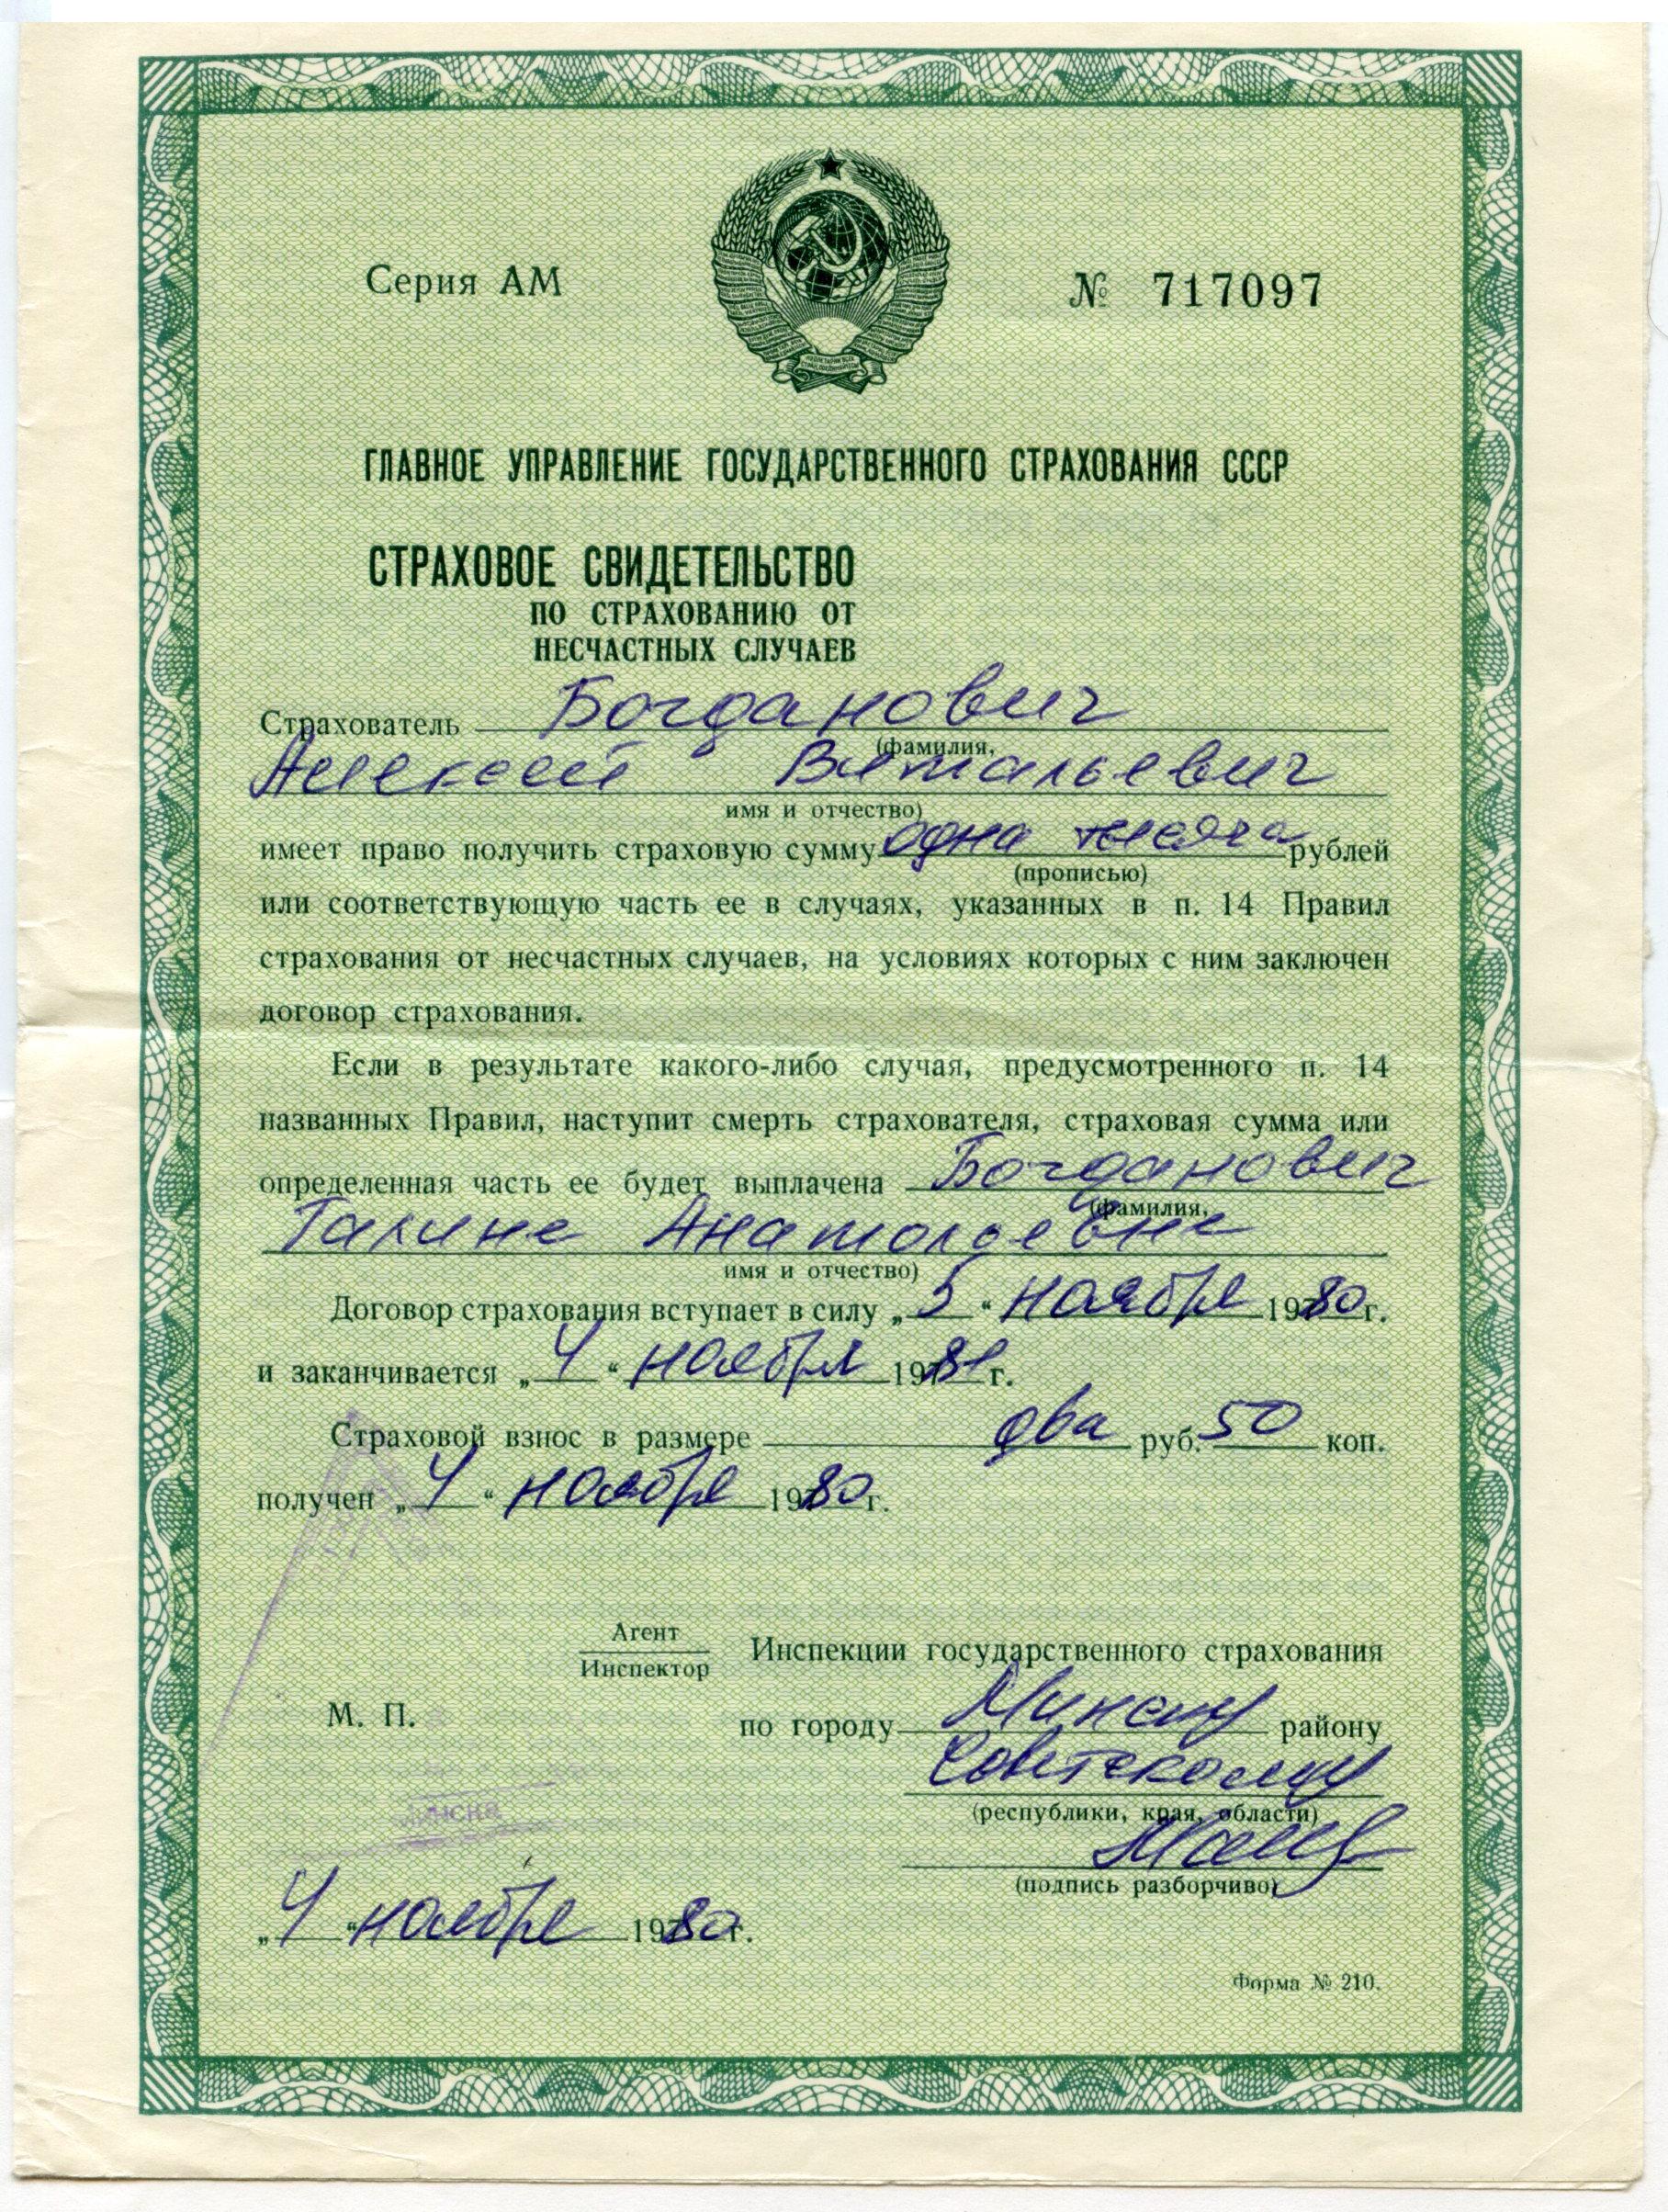 Серия АМ
№ 717097
ГЛАВНОЕ УПРАВЛЕНИЕ ГОСУДАРСТВЕННОГО СТРАХОВАНИЯ СССР
СТРАХОВОЕ СВИДЕТЕЛЬСТВО
ПО СТРАХОВАНИЮ ОТ
НЕСЧАСТНЫХ СЛУЧАЕВ
Страхователь Богданович
(фамилия,
Алексей Витальевич
имя и отчество)
имеет право получить страховую сумму одна тысяча рублей
(прописью)
или соответствующую часть ее в случаях, указанных в п. 14 Правил
страхования от несчастных случаев, на условиях которых с ним заключен
договор страхования.
Если в результате какого-либо случая, предусмотренного п. 14
названных Правил, наступит смерть страхователя, страховая сумма или
определенная часть ее будет выплачена Богданович
(фамилия,
Галине Анатольевне
имя и отчество)
Договор страхования вступает в силу „5“ ноября 1980 г.
и заканчивается „4“ ноября 1981 г.
Страховой взнос в размере два руб. 50 коп.
получен „4“ ноября 1980 г.
Агент
Инспектор
Инспекции государственного страхования
М. П.
по городу Минску району
Советскому
(республики, края, области)
МИНСКА
(подпись разборчиво)
„4“ ноября 1980 г.
Форма № 210.